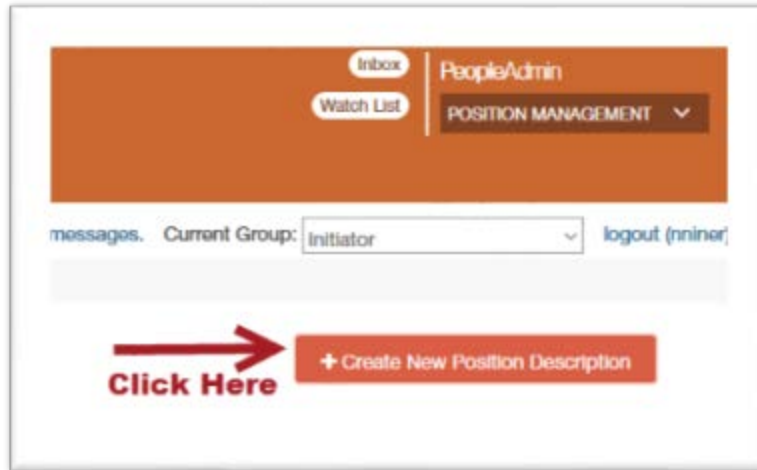 Inbox
PeopleAdmin
Watch List
POSITION MANAGEMENT
messages. Current Group: Initiator logout (nniner)
+ Create New Position Description
Click Here